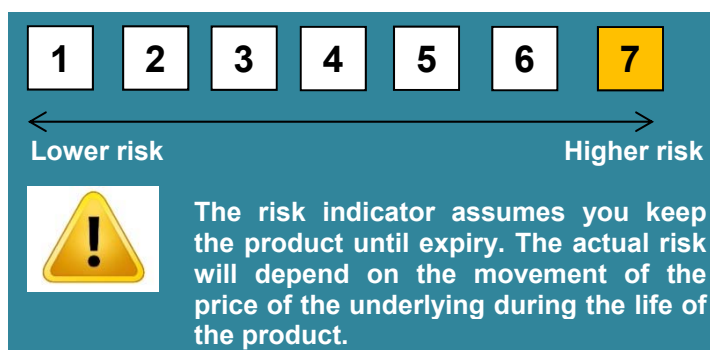 1 2 3 4 5 6 7
Lower risk Higher risk
!
The risk indicator assumes you keep
the product until expiry. The actual risk
will depend on the movement of the
price of the underlying during the life of
the product.